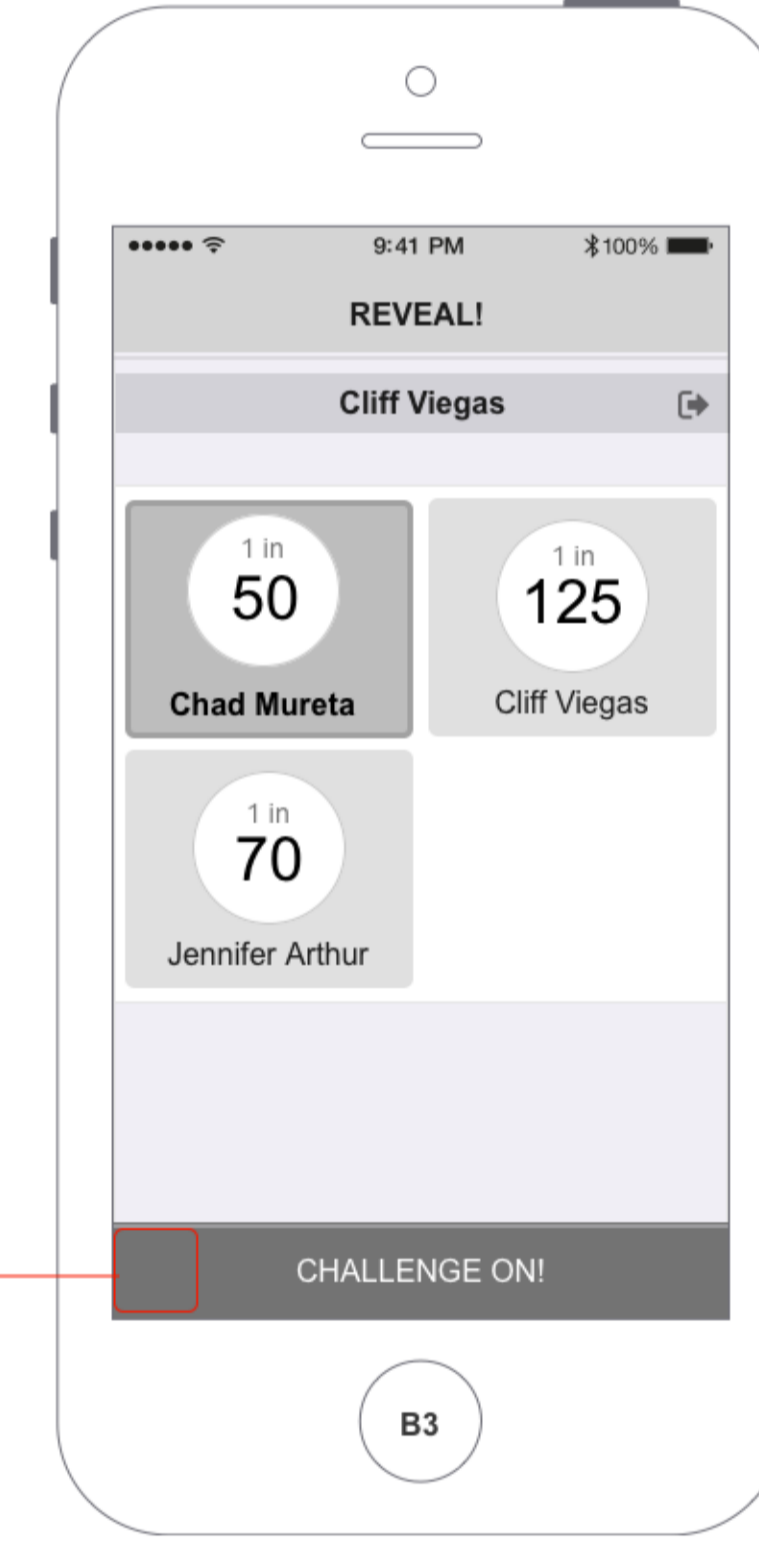 9:41 PM 100%
REVEAL!
Cliff Viegas
1 in
50
Chad Mureta
1 in
125
Cliff Viegas
1 in
70
Jennifer Arthur
CHALLENGE ON!
B3